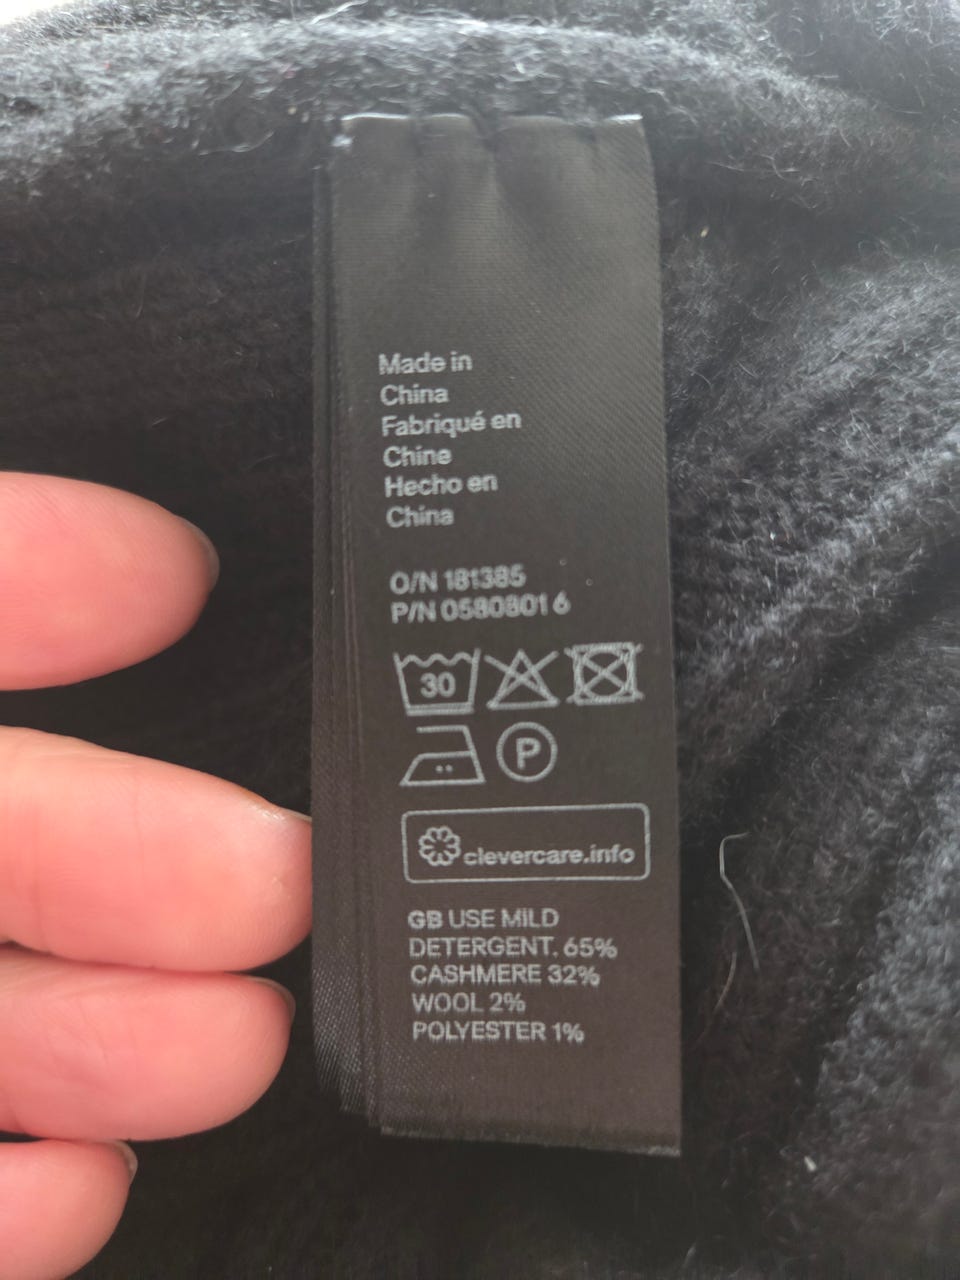 Made in
China
Fabriqué en
Chine
Hecho en
China
O/N 181385
P/N 0580801 6
30
P
clevercare.info
GB USE MILD
DETERGENT. 65%
CASHMERE 32%
WOOL 2%
POLYESTER 1%